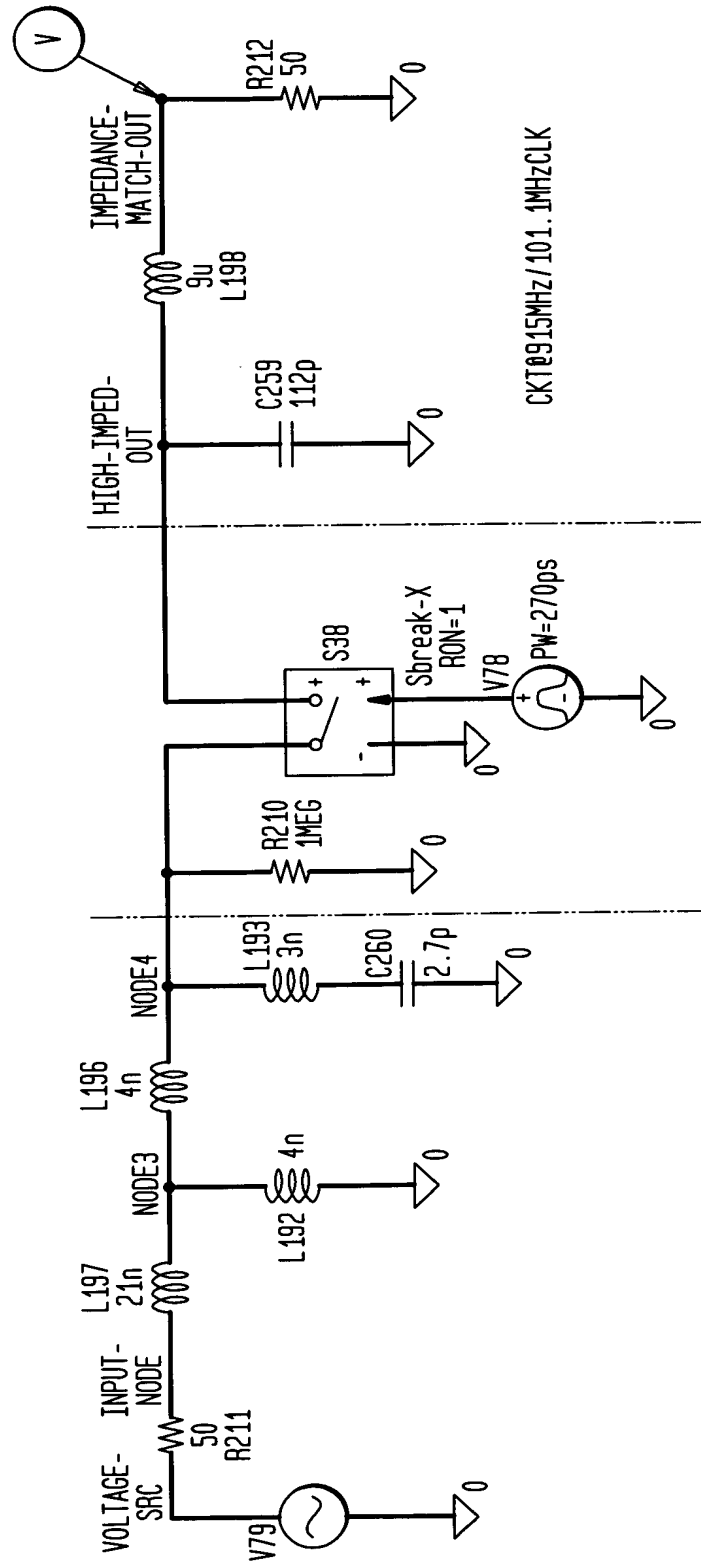 VOLTAGE-
SRC
V79
0
50
R211
INPUT-
NODE
L197
21n
NODE3
L192
4n
0
L196
4n
NODE4
L193
3n
C260
2.7p
0
R210
1MEG
0
S38
+
+
-
0
Sbreak-X
RON=1
V78
+
-
PW=270ps
0
HIGH-IMPED-
OUT
C259
112p
0
9u
L198
IMPEDANCE-
MATCH-OUT
V
R212
50
0
CKT@915MHz/101.1MHzCLK